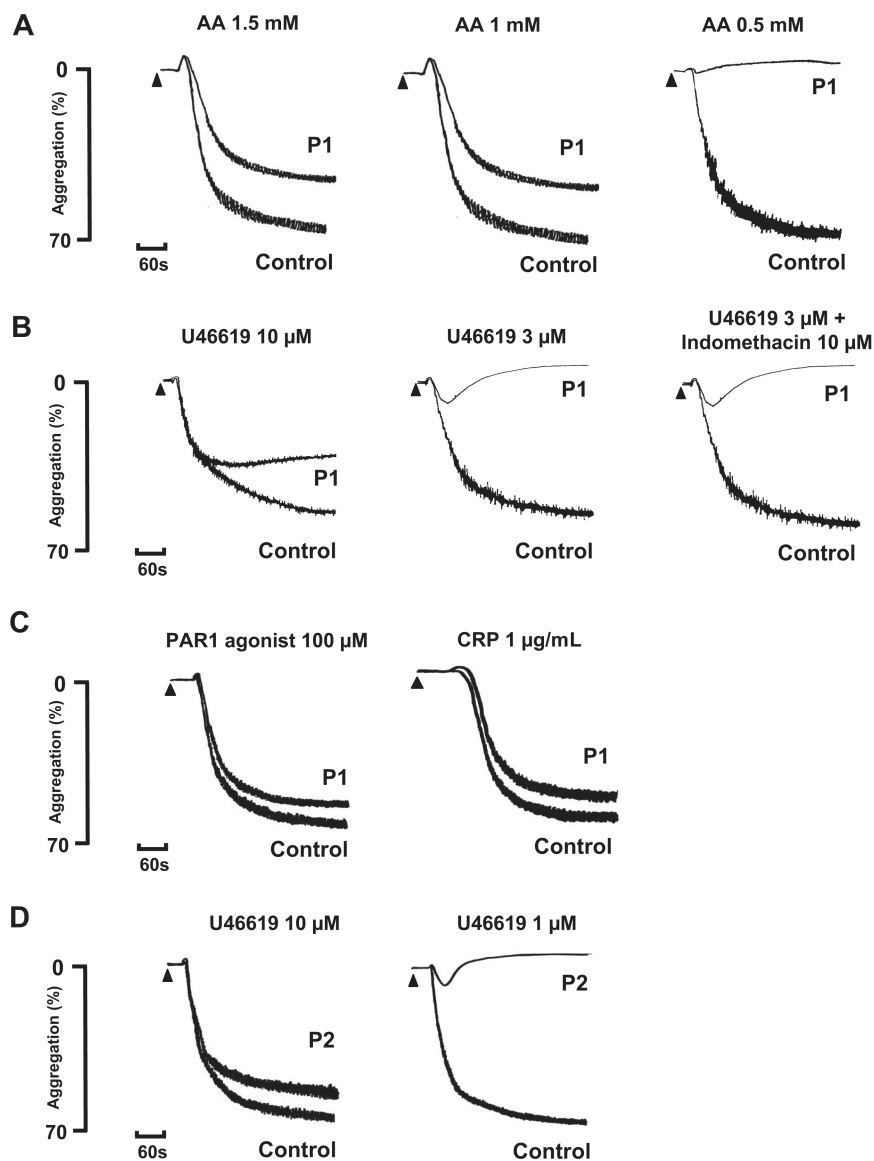 A
AA 1.5 mM
AA 1 mM
AA 0.5 mM
0
Aggregation (%)
70
P1
P1
P1
60s
Control
Control
Control
B
U46619 10 µM
U46619 3 µM
U46619 3 µM +
Indomethacin 10 µM
0
Aggregation (%)
70
P1
P1
P1
60s
Control
Control
Control
C
PAR1 agonist 100 µM
CRP 1 µg/mL
0
Aggregation (%)
70
P1
P1
60s
Control
Control
D
U46619 10 µM
U46619 1 µM
0
Aggregation (%)
70
P2
P2
60s
Control
Control